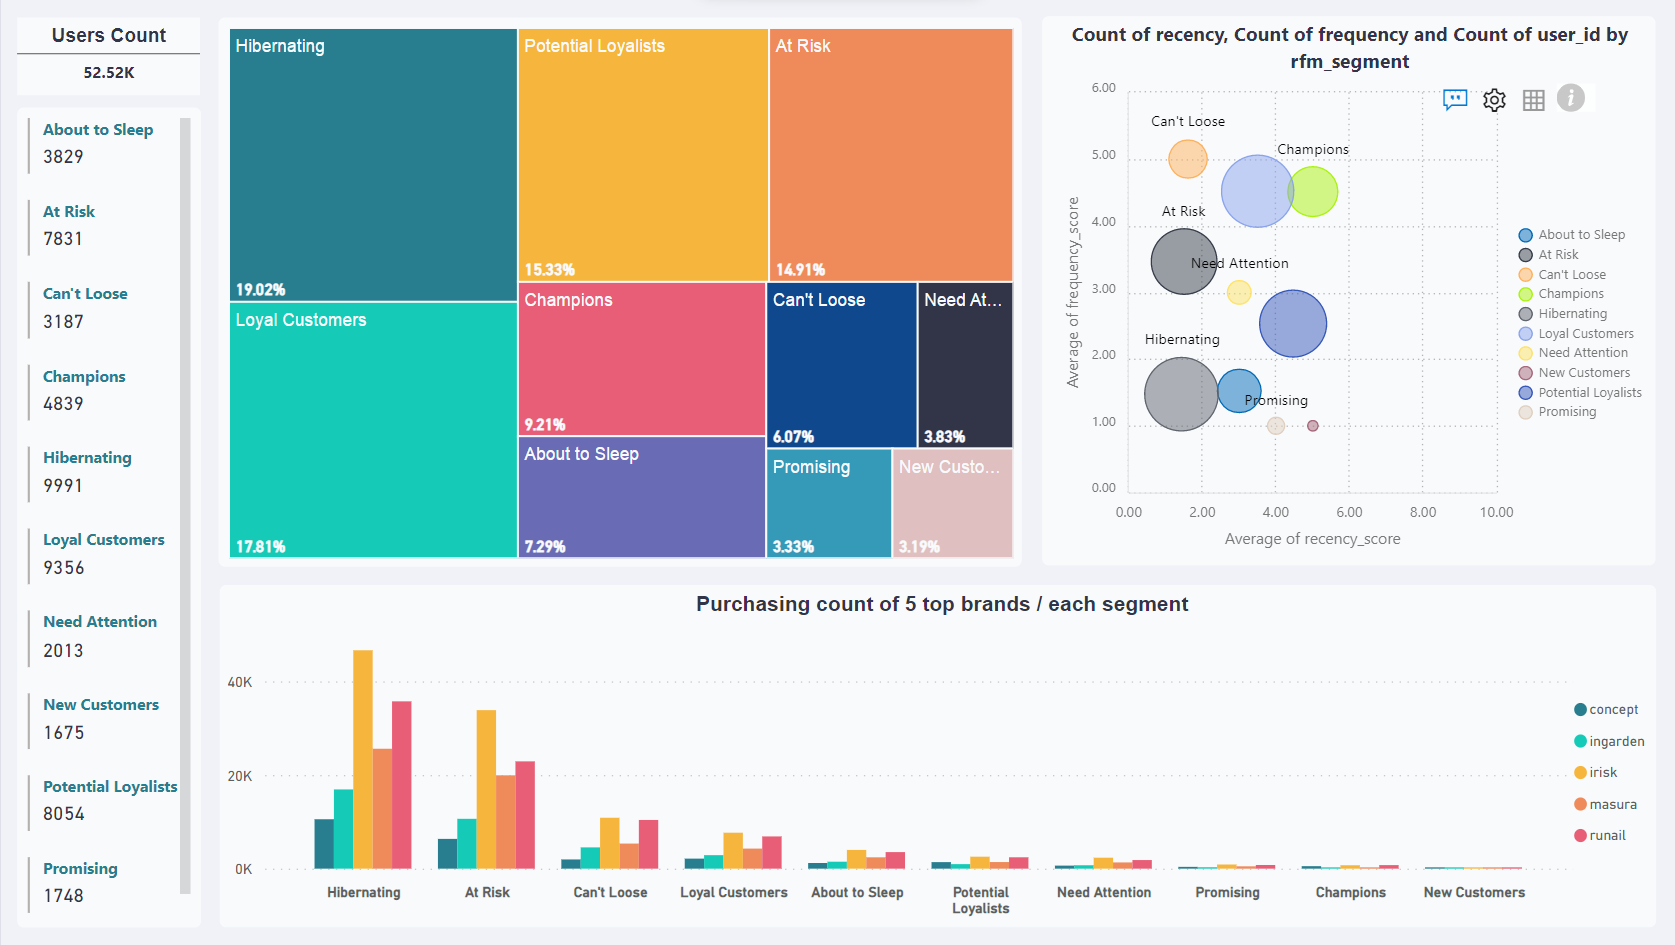 Users Count
52.52K
About to Sleep
3829
At Risk
7831
Can't Loose
3187
Champions
4839
Hibernating
9991
Loyal Customers
9356
Need Attention
2013
New Customers
1675
Potential Loyalists
8054
Promising
1748
Hibernating
19.02%
Loyal Customers
17.81%
Potential Loyalists
15.33%
At Risk
14.91%
Champions
9.21%
About to Sleep
7.29%
Can't Loose
6.07%
Need At...
3.83%
Promising
3.33%
New Custo...
3.19%
Count of recency, Count of frequency and Count of user_id by
rfm_segment
Average of frequency_score
6.00
5.00
4.00
3.00
2.00
1.00
0.00
Can't Loose
Champions
At Risk
Need Attention
Hibernating
Promising
0.00 2.00 4.00 6.00 8.00 10.00
Average of recency_score
About to Sleep
At Risk
Can't Loose
Champions
Hibernating
Loyal Customers
Need Attention
New Customers
Potential Loyalists
Promising
Purchasing count of 5 top brands / each segment
40K
20K
0K
Hibernating
At Risk
Can't Loose
Loyal Customers
About to Sleep
Potential
Loyalists
Need Attention
Promising
Champions
New Customers
concept
ingarden
irisk
masura
runail